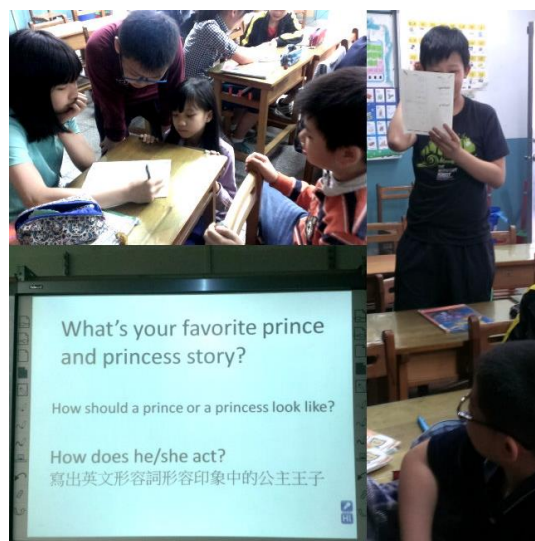 What's your favorite prince
and princess story?
How should a prince or a princess look like?
How does he/she act?
寫出英文形容詞形容印象中的公主王子